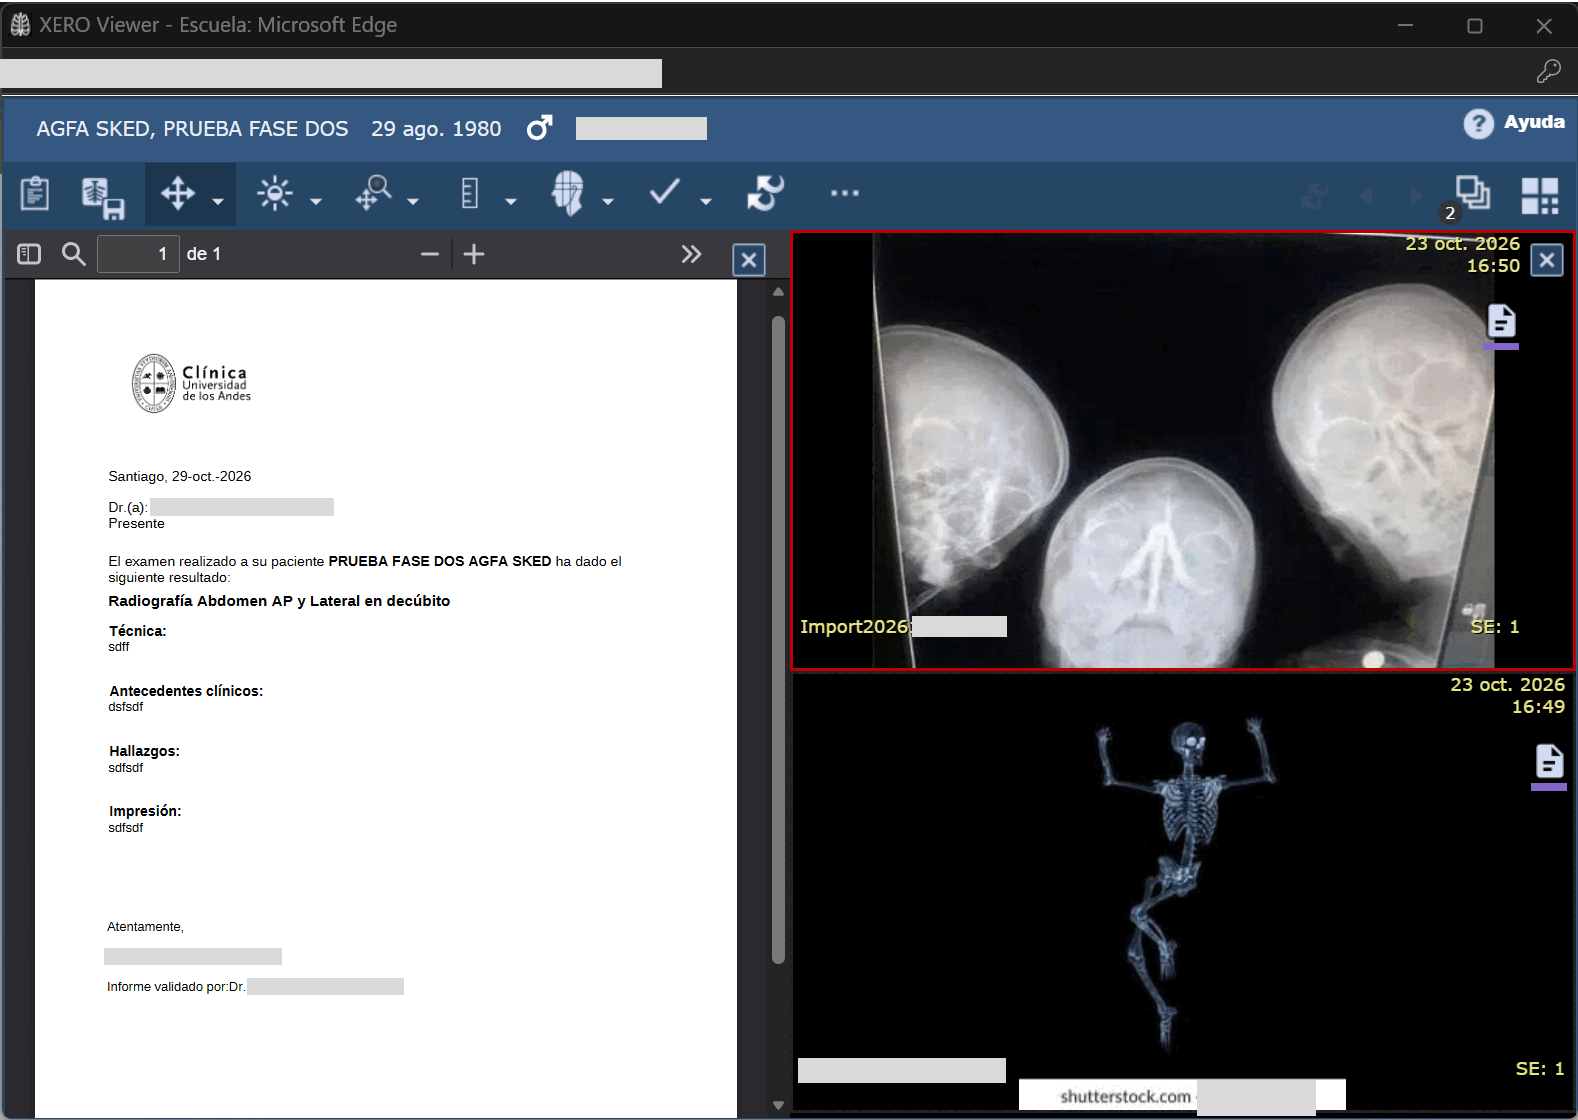 XERO Viewer - Escuela: Microsoft Edge
AGFA SKED, PRUEBA FASE DOS 29 ago. 1980
? Ayuda
2
1 de 1
Clínica
Universidad
de los Andes
Santiago, 29-oct.-2026
Dr.(a):
Presente
El examen realizado a su paciente PRUEBA FASE DOS AGFA SKED ha dado el
siguiente resultado:
Radiografía Abdomen AP y Lateral en decúbito
Técnica:
sdff
Antecedentes clínicos:
dsfsdf
Hallazgos:
sdfsdf
Impresión:
sdfsdf
Atentamente,
Informe validado por:Dr.
23 oct. 2026
16:50
Import2026
SE: 1
23 oct. 2026
16:49
SE: 1
shutterstock.com